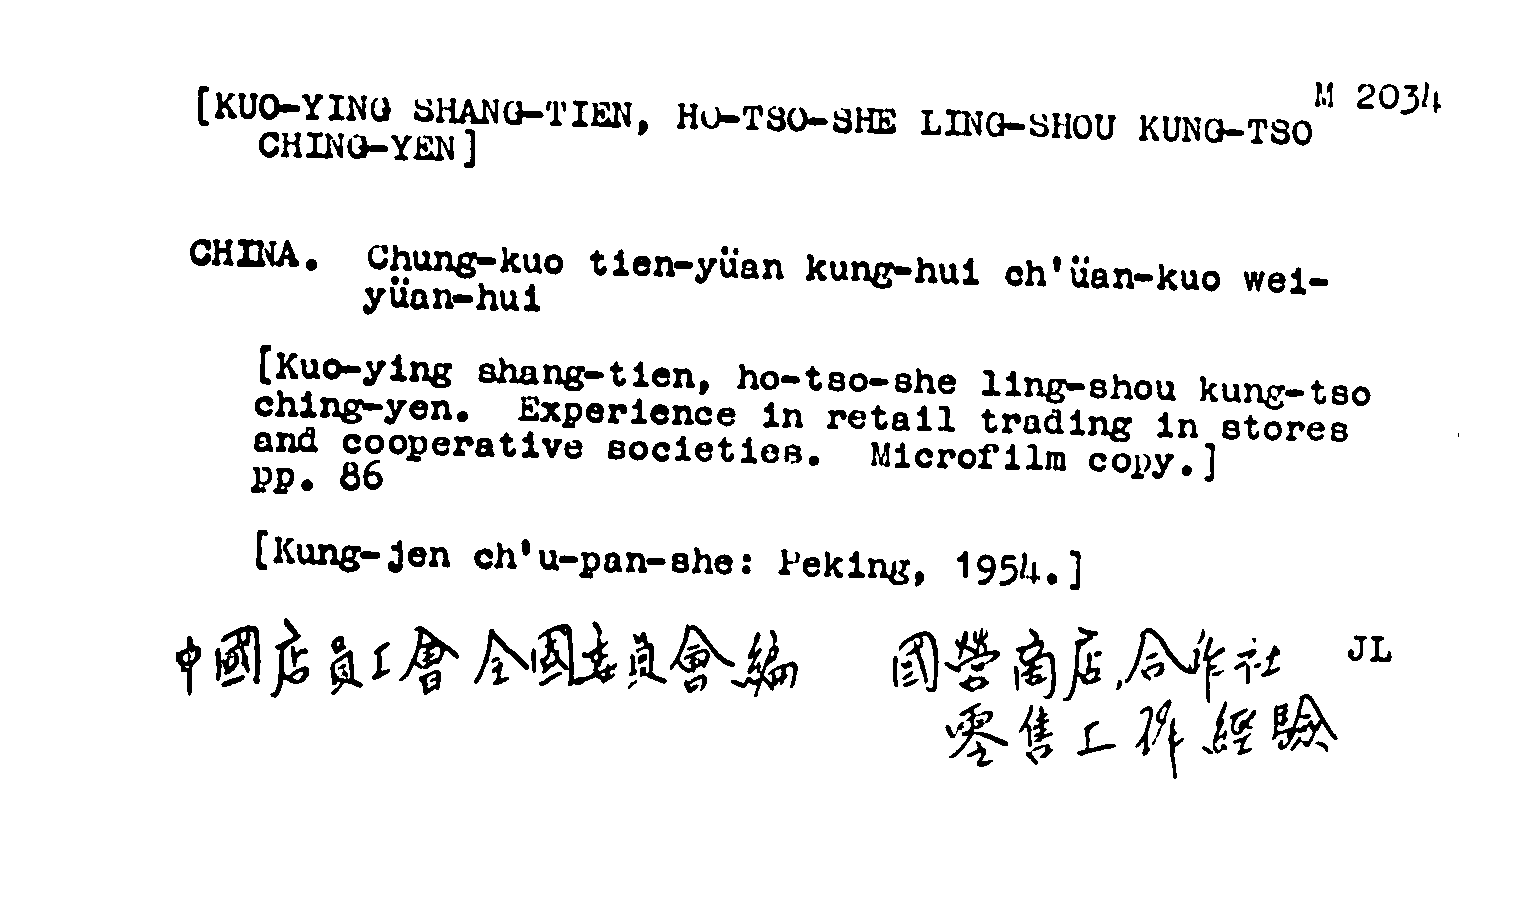 M 2034
[KUO-YING SHANG-TIEN, HO-TSO-SHE LING-SHOU KUNG-TSO
CHING-YEN]
CHINA. Chung-kuo tien-yüan kung-hui ch'üan-kuo wei-
yüan-hui
[Kuo-ying shang-tien, ho-tso-she ling-shou kung-tso
ching-yen. Experience in retail trading in stores
and cooperative societies. Microfilm copy.]
pp. 86
[Kung-jen ch'u-pan-she: Peking, 1954.]
中國店員工會全國委員會編 國營商店,合作社 JL
零售工作經驗